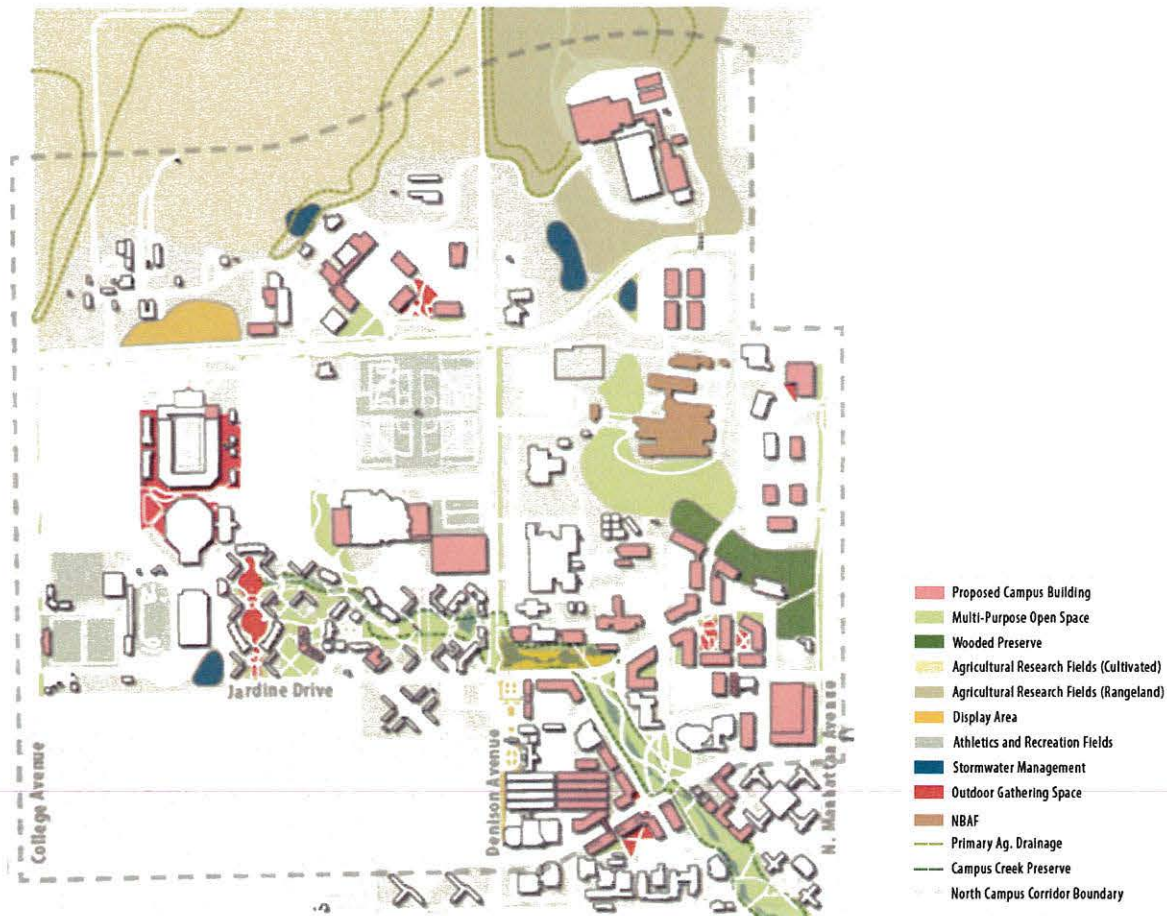 Jardine Drive
College Avenue
Denison Avenue
N. Manhattan Avenue
Proposed Campus Building
Multi-Purpose Open Space
Wooded Preserve
Agricultural Research Fields (Cultivated)
Agricultural Research Fields (Rangeland)
Display Area
Athletics and Recreation Fields
Stormwater Management
Outdoor Gathering Space
NBAF
Primary Ag. Drainage
Campus Creek Preserve
North Campus Corridor Boundary